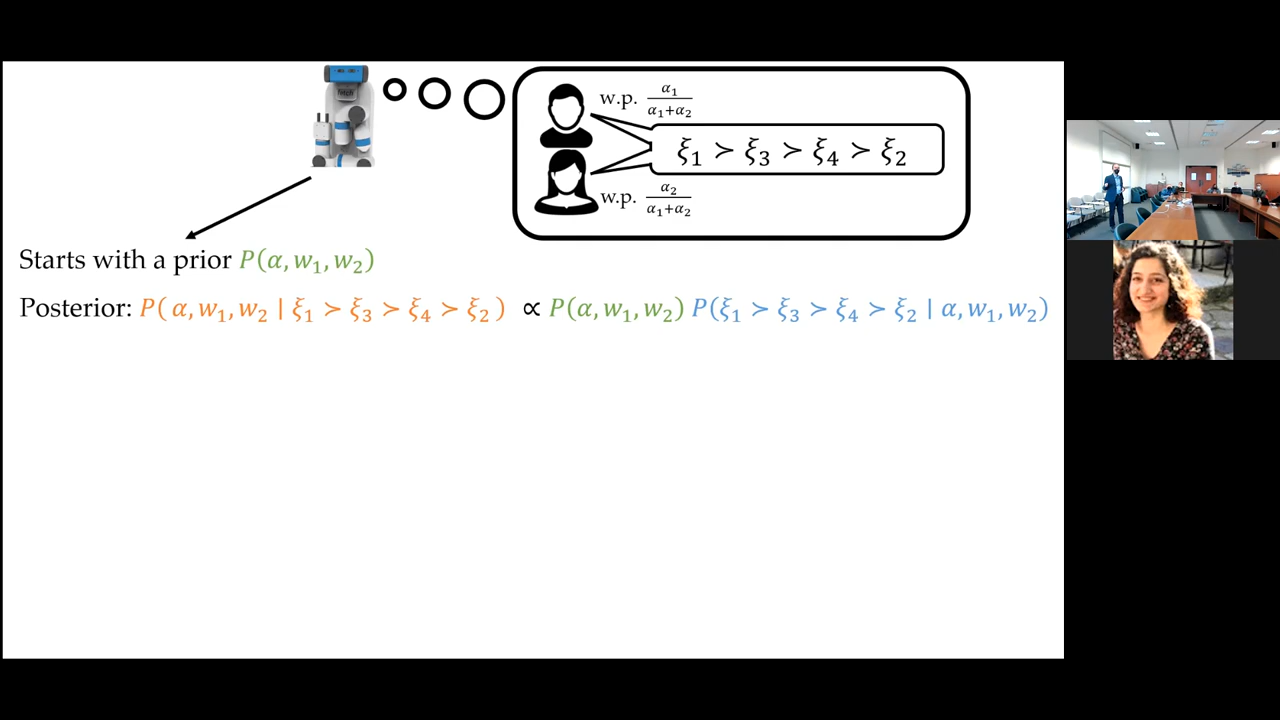 fetch
w.p. α₁/(α₁+α₂)
ξ₁ ≻ ξ₃ ≻ ξ₄ ≻ ξ₂
w.p. α₂/(α₁+α₂)
Starts with a prior P(α, w₁, w₂)
Posterior: P( α, w₁, w₂ | ξ₁ ≻ ξ₃ ≻ ξ₄ ≻ ξ₂ ) ∝ P(α, w₁, w₂) P(ξ₁ ≻ ξ₃ ≻ ξ₄ ≻ ξ₂ | α, w₁, w₂)